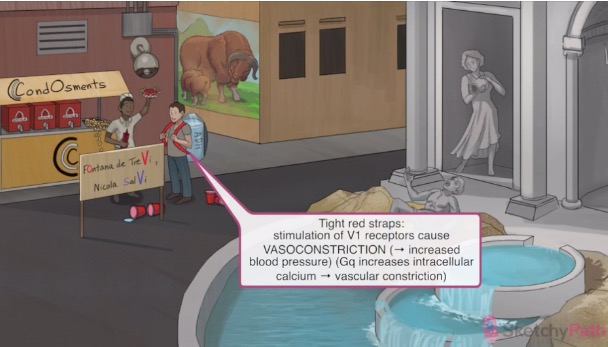 CondOsments
Fontana de TreVi,
Nicola SalVi
ADH
Tight red straps:
stimulation of V1 receptors cause
VASOCONSTRICTION (→ increased
blood pressure) (Gq increases intracellular
calcium → vascular constriction)
SketchyPath